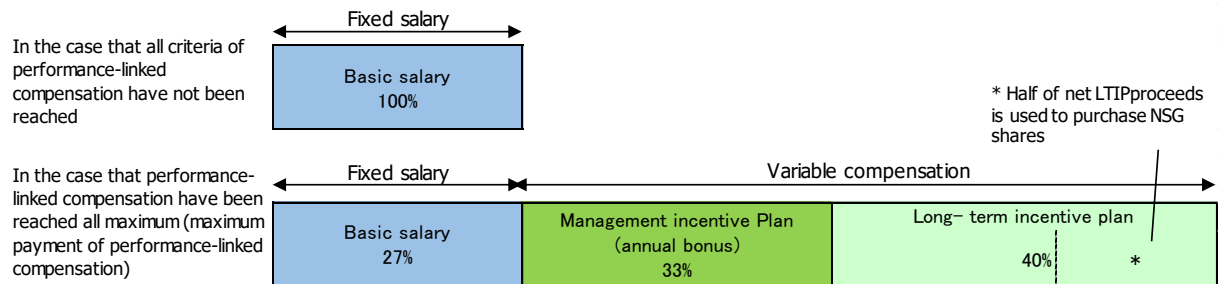 Fixed salary
In the case that all criteria of
performance-linked
compensation have not been
reached
Basic salary
100%
* Half of net LTIPproceeds
is used to purchase NSG
shares
In the case that performance-
linked compensation have been
reached all maximum (maximum
payment of performance-linked
compensation)
Fixed salary
Variable compensation
Basic salary
27%
Management incentive Plan
(annual bonus)
33%
Long- term incentive plan
40%
*